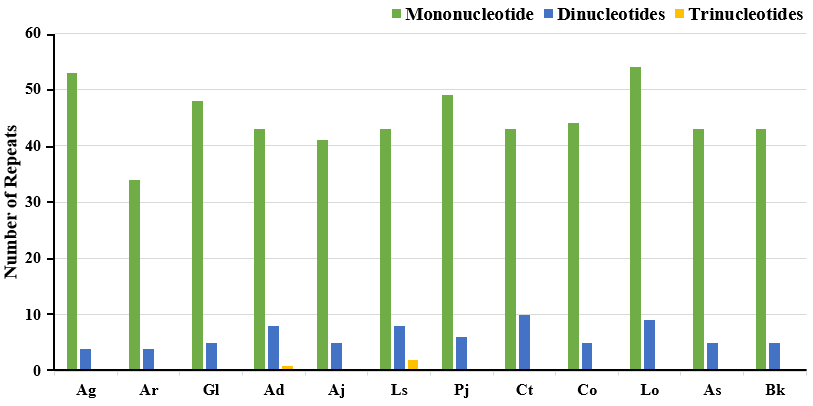 Mononucleotide Dinucleotides Trinucleotides
Number of Repeats
60
50
40
30
20
10
0
Ag Ar Gl Ad Aj Ls Pj Ct Co Lo As Bk